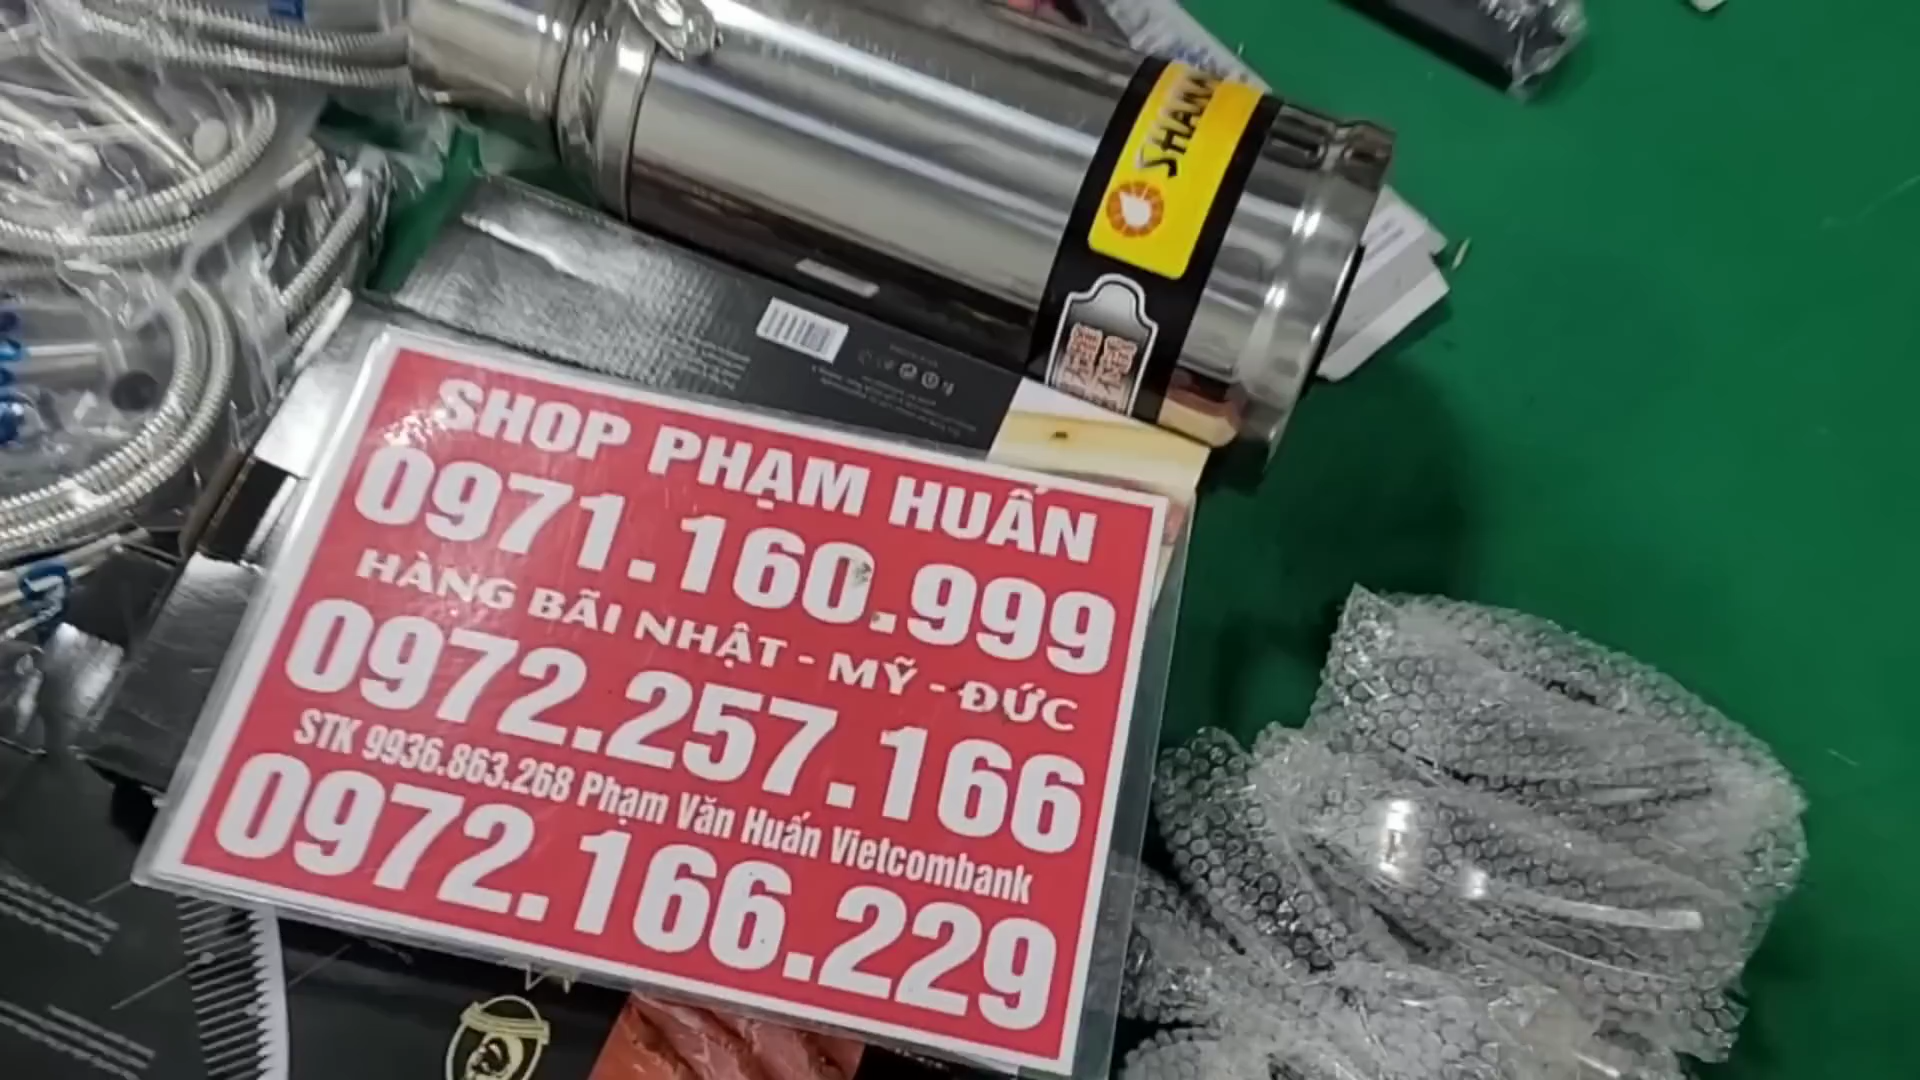 SHOP PHẠM HUẤN
0971.160.999
HÀNG BÃI NHẬT - MỸ - ĐỨC
0972.257.166
STK 9936.863.268 Phạm Văn Huấn Vietcombank
0972.166.229